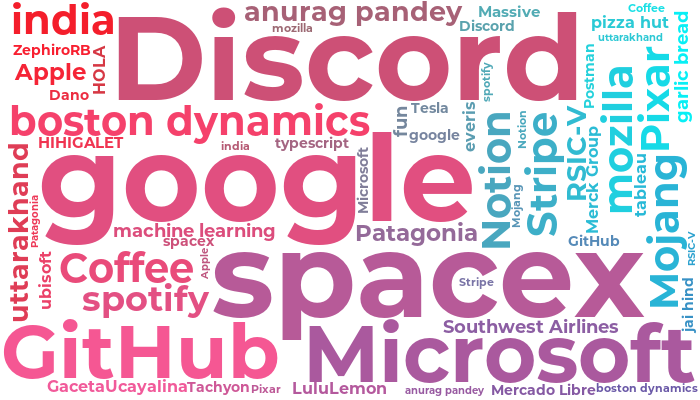 india
anurag pandey
Massive
Coffee
pizza hut
mozilla
Discord
Discord
uttarakhand
garlic bread
ZephiroRB
HOLA
Apple
Dano
spotify
Postman
Pixar
mozilla
boston dynamics
fun
Tesla
google
everis
Notion
Notion
Stripe
RSIC-V
Merck Group
tableau
HIHIGALET
india
typescript
Microsoft
google
uttarakhand
Patagonia
Mojang
Mojang
machine learning
spacex
Patagonia
GitHub
RSIC-V
ubisoft
Coffee
Apple
spacex
Stripe
jai hind
spotify
GitHub
Microsoft
Southwest Airlines
GacetaUcayalina
Tachyon
Pixar
LuluLemon
anurag pandey
Mercado Libre
boston dynamics